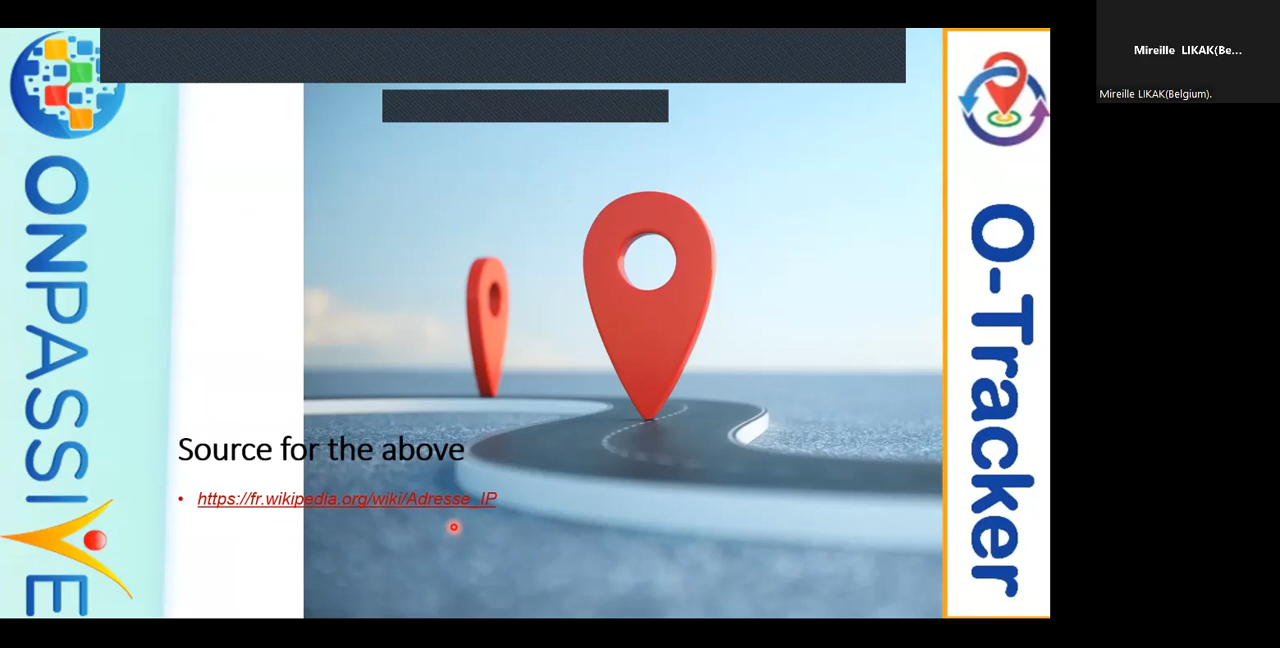 ONPASSIVE
Source for the above
• https://fr.wikipedia.org/wiki/Adresse_IP
O-Tracker
Mireille LIKAK(Be...
Mireille LIKAK(Belgium).